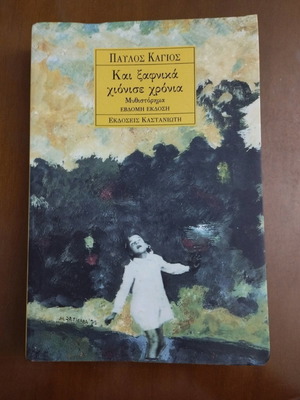 ΠΑΥΛΟΣ ΚΑΓΙΟΣ
Και ξαφνικά
χιόνισε χρόνια
Μυθιστόρημα
ΕΒΔΟΜΗ ΕΚΔΟΣΗ
ΕΚΔΟΣΕΙΣ ΚΑΣΤΑΝΙΩΤΗ